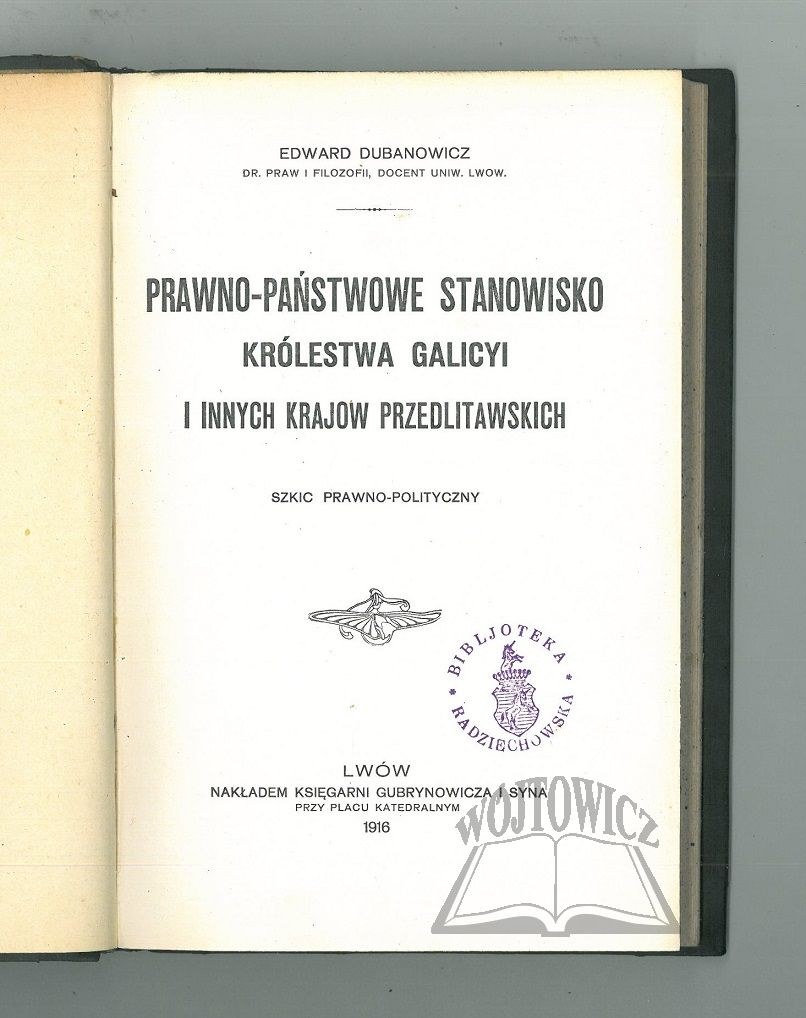 EDWARD DUBANOWICZ
DR. PRAW I FILOZOFII, DOCENT UNIW. LWOW.
PRAWNO-PAŃSTWOWE STANOWISKO
KRÓLESTWA GALICYI
I INNYCH KRAJOW PRZEDLITAWSKICH
SZKIC PRAWNO-POLITYCZNY
* BIBLJOTEKA *
RADZIECHOWSKA
LWÓW
NAKŁADEM KSIĘGARNI GUBRYNOWICZA I SYNA
PRZY PLACU KATEDRALNYM
1916
WÓJTOWICZ